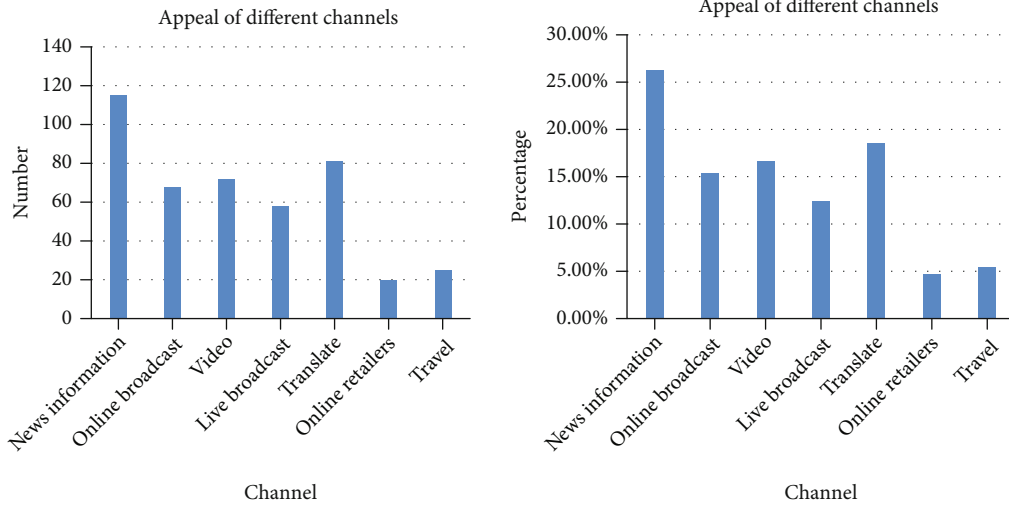 Appeal of different channels
140
120
100
80
60
40
20
0
Number
News information
Online broadcast
Video
Live broadcast
Translate
Online retailers
Travel
Channel
Appeal of different channels
30.00%
25.00%
20.00%
15.00%
10.00%
5.00%
0.00%
Percentage
News information
Online broadcast
Video
Live broadcast
Translate
Online retailers
Travel
Channel